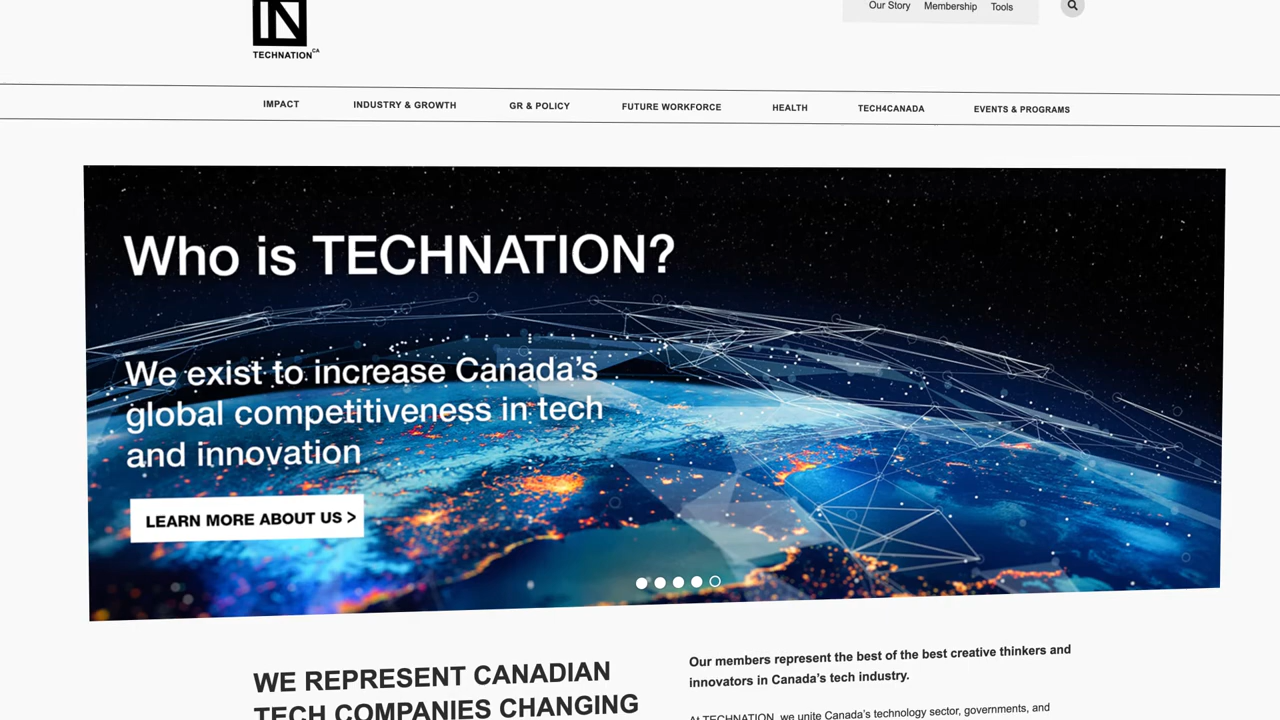 IN
TECHNATION CA
Our Story Membership Tools
IMPACT INDUSTRY & GROWTH GR & POLICY FUTURE WORKFORCE HEALTH TECH4CANADA EVENTS & PROGRAMS
Who is TECHNATION?
We exist to increase Canada’s
global competitiveness in tech
and innovation
LEARN MORE ABOUT US >
WE REPRESENT CANADIAN
TECH COMPANIES CHANGING
Our members represent the best of the best creative thinkers and
innovators in Canada’s tech industry.
At TECHNATION, we unite Canada’s technology sector, governments, and